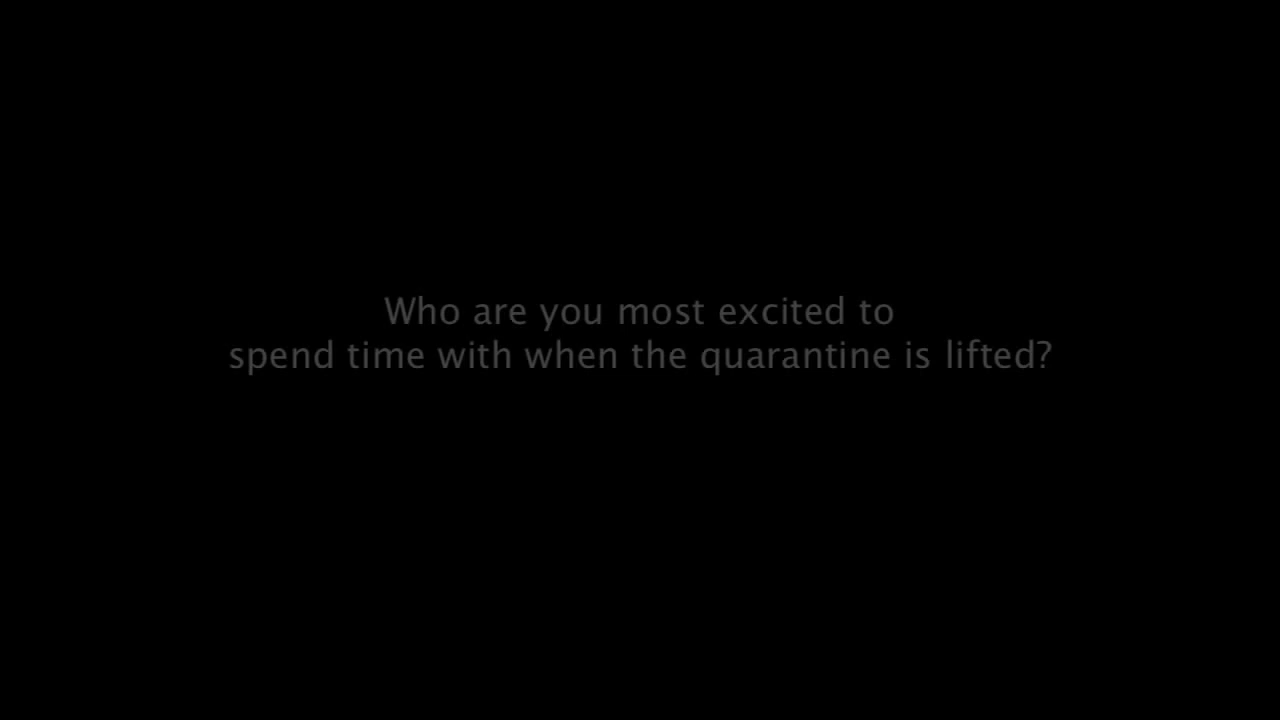 Who are you most excited to
spend time with when the quarantine is lifted?